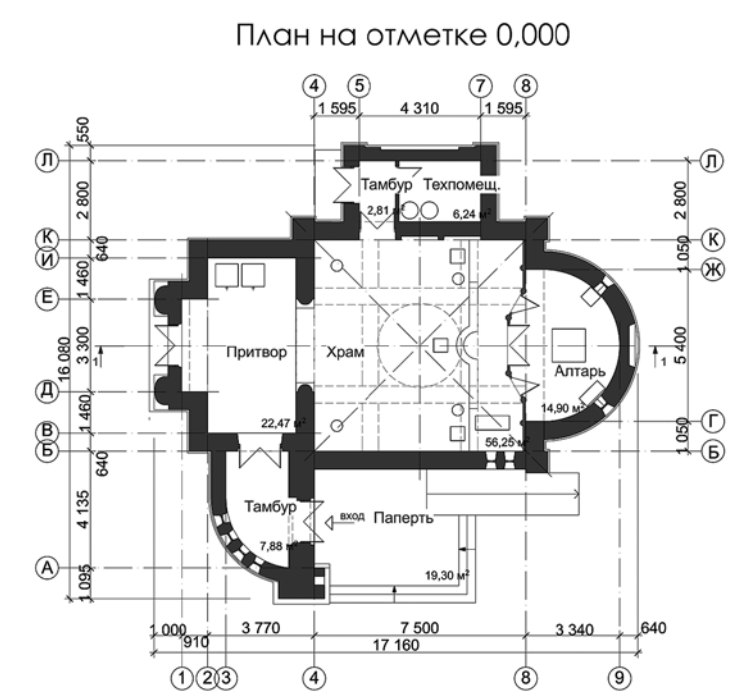 План на отметке 0,000
4 5 7 8
1 595 4 310 1 595
550
Л Л
Тамбур Техпомещ.
2 800 2 800
2,81 м² 6,24 м²
К К
640 1 050
И Ж
1 460
Е
16 080 3 300 5 400
1 Притвор Храм Алтарь 1
Д
1 460
22,47 м² 14,90 м²
В Г
56,25 м² 1 050
Б Б
640
4 135
Тамбур вход Паперть
7,88 м²
А
19,30 м²
1 095
1 000 3 770 7 500 3 340 640
910 17 160
1 2 3 4 8 9